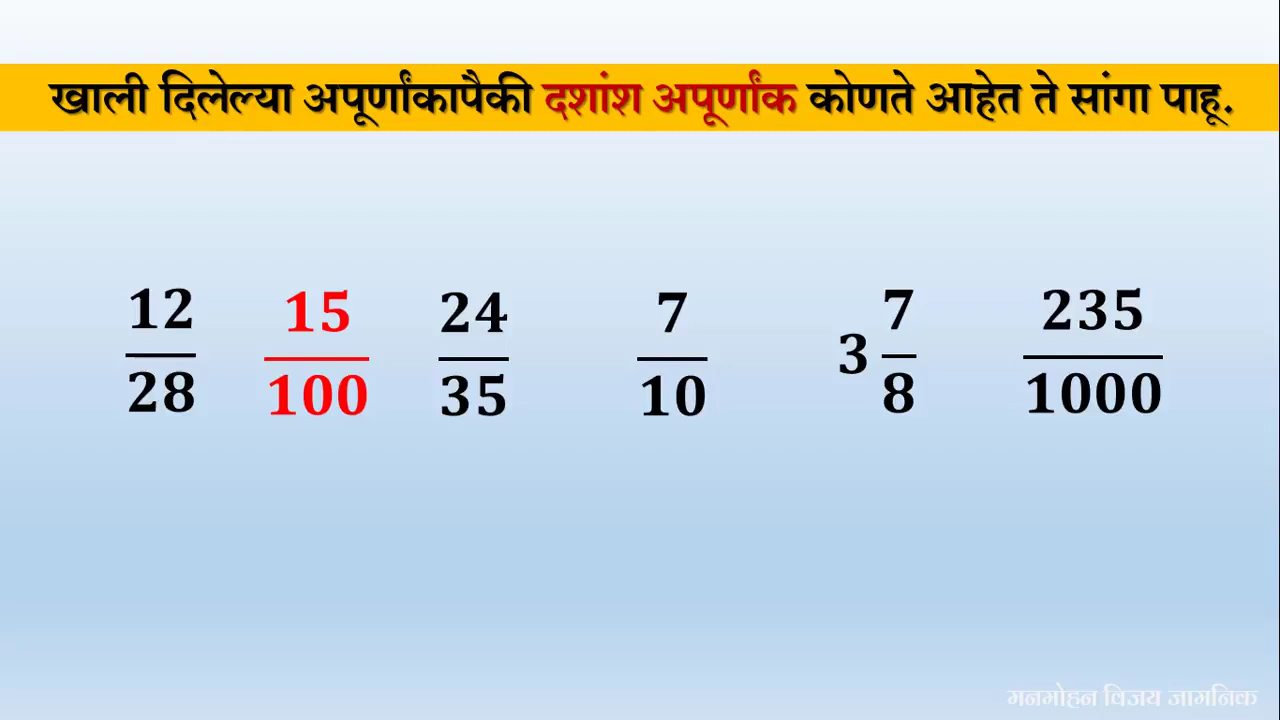 खाली दिलेल्या अपूर्णांकापैकी दशांश अपूर्णांक कोणते आहेत ते सांगा पाहू.
12/28 15/100 24/35 7/10 3 7/8 235/1000
मनमोहन विजय जामनिक